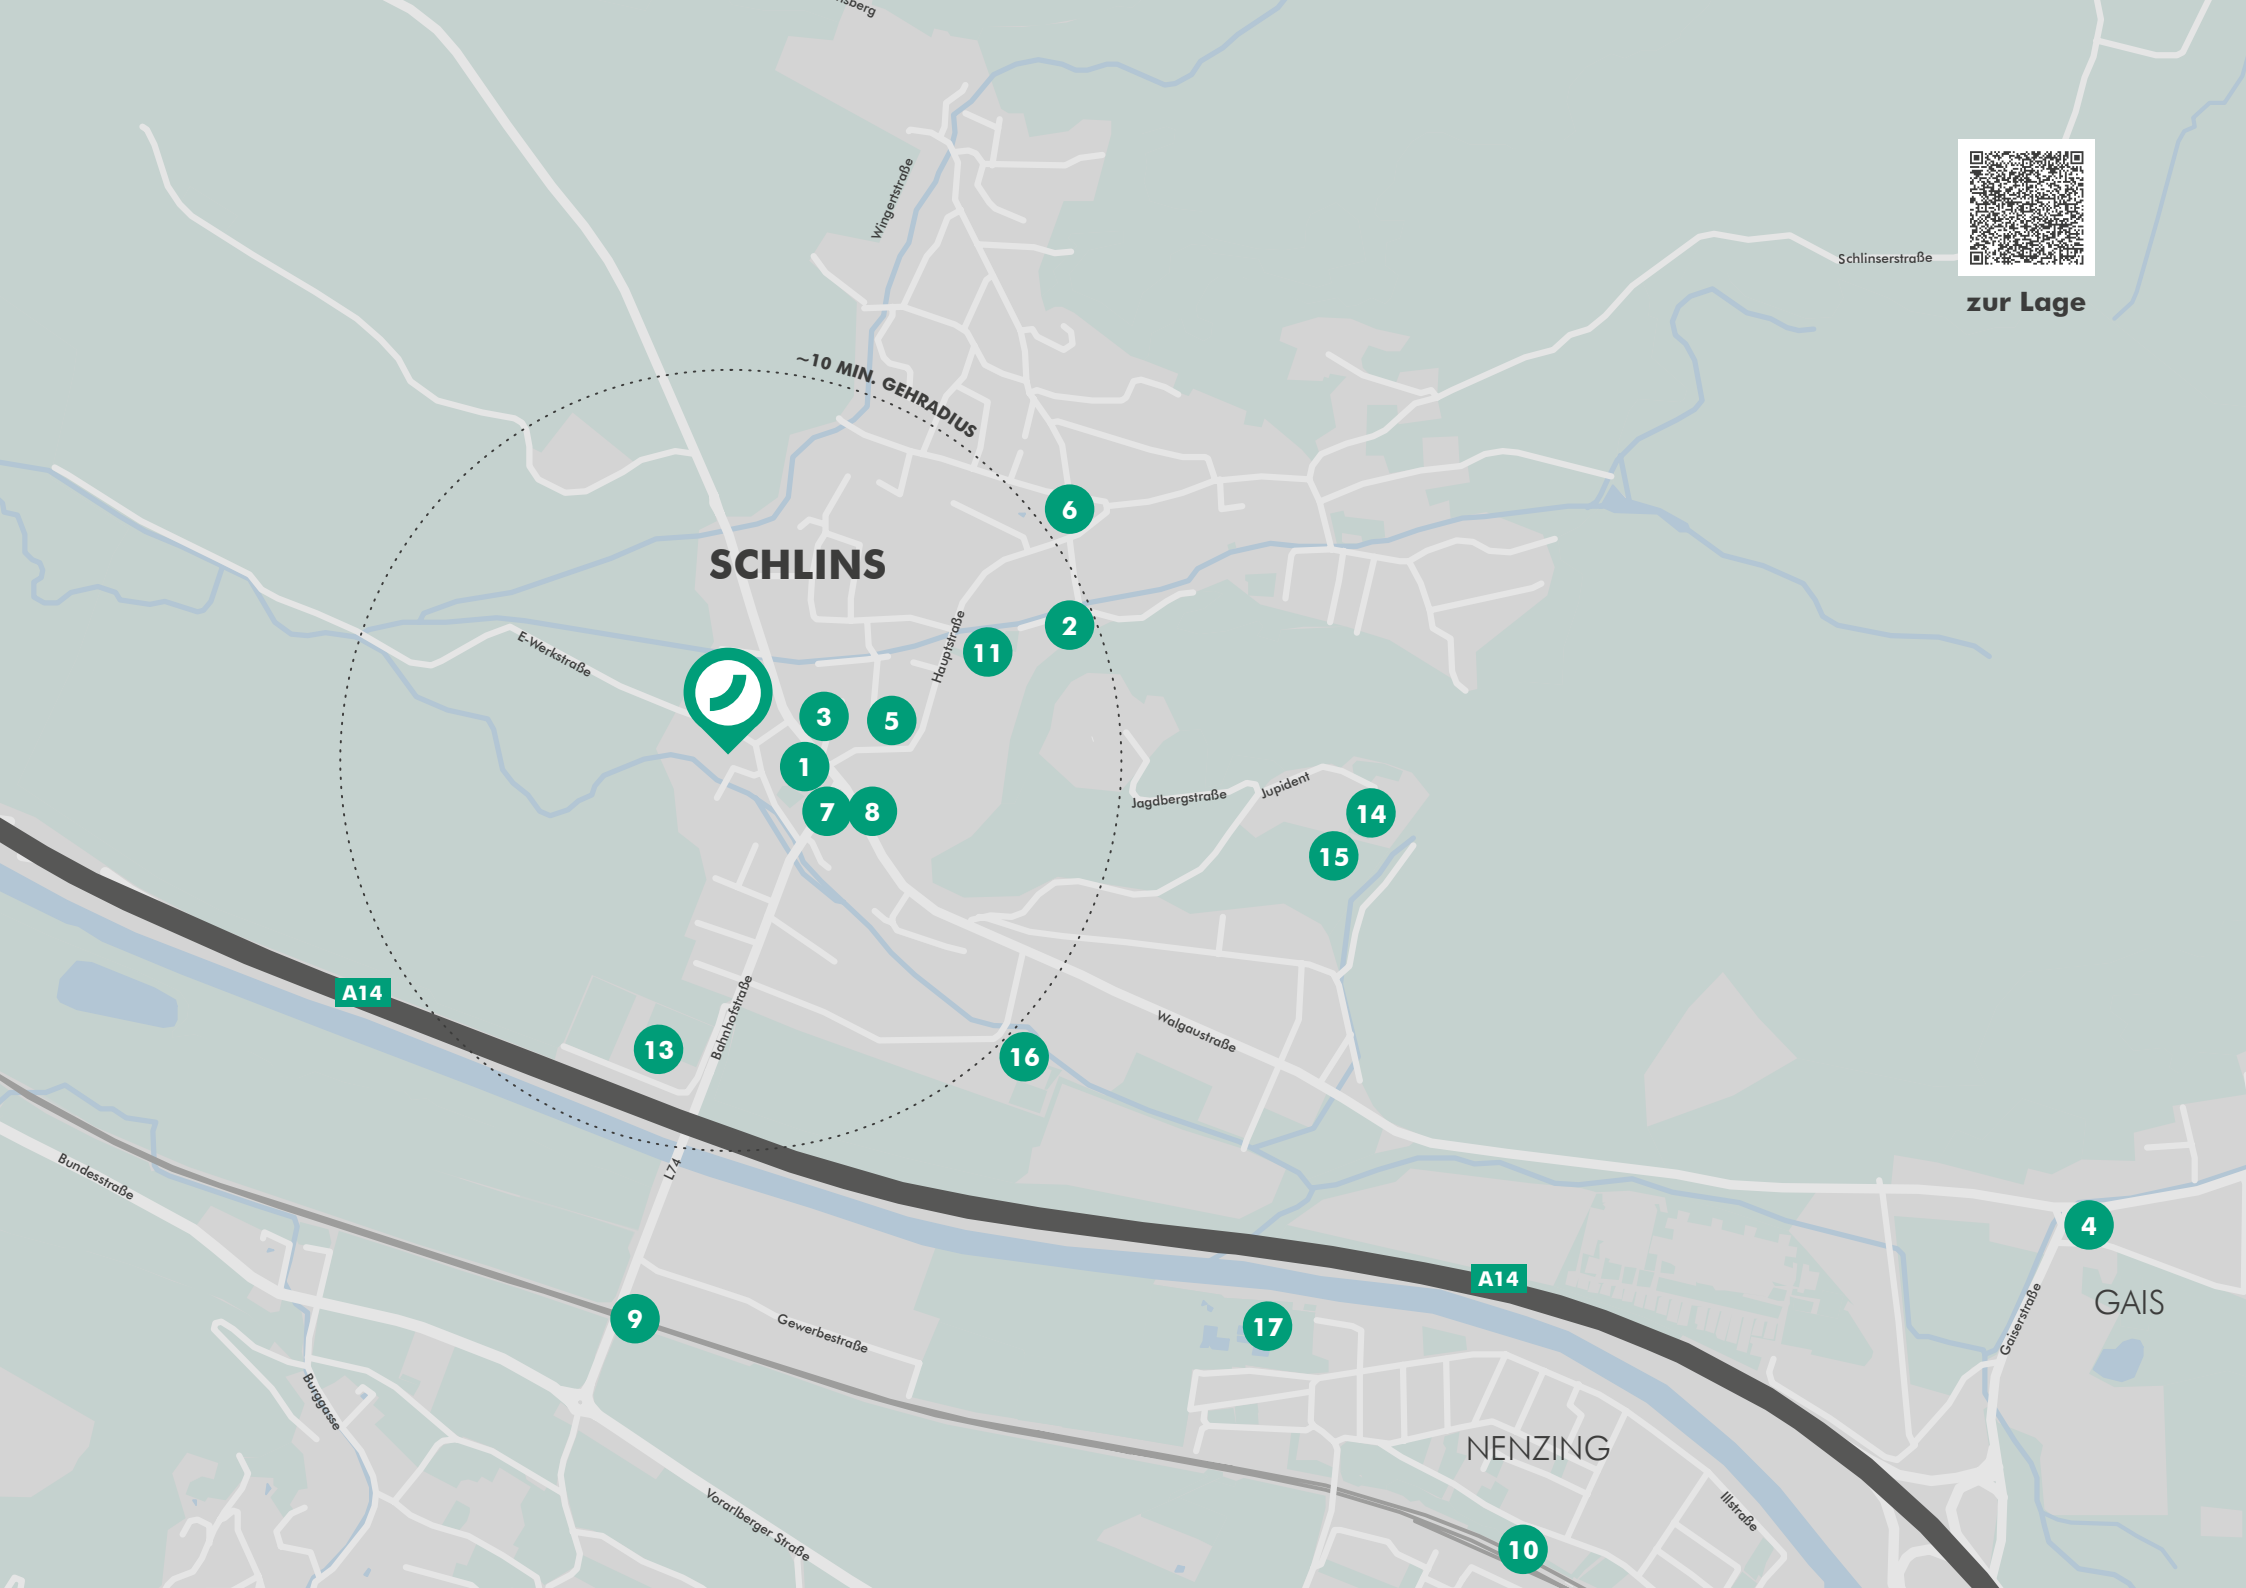 Wingertstraße
Schlinserstraße
zur Lage
~10 MIN. GEHRADIUS
6
SCHLINS
E-Werkstraße
Hauptstraße
2
11
3
5
1
7
8
Jagdbergstraße
Jupident
14
15
A14
Bahnhofstraße
13
16
Walgaustraße
Bundesstraße
L74
4
A14
GAIS
9
Gewerbestraße
17
Gaiserstraße
Burggasse
NENZING
Vorarlberger Straße
Illstraße
10